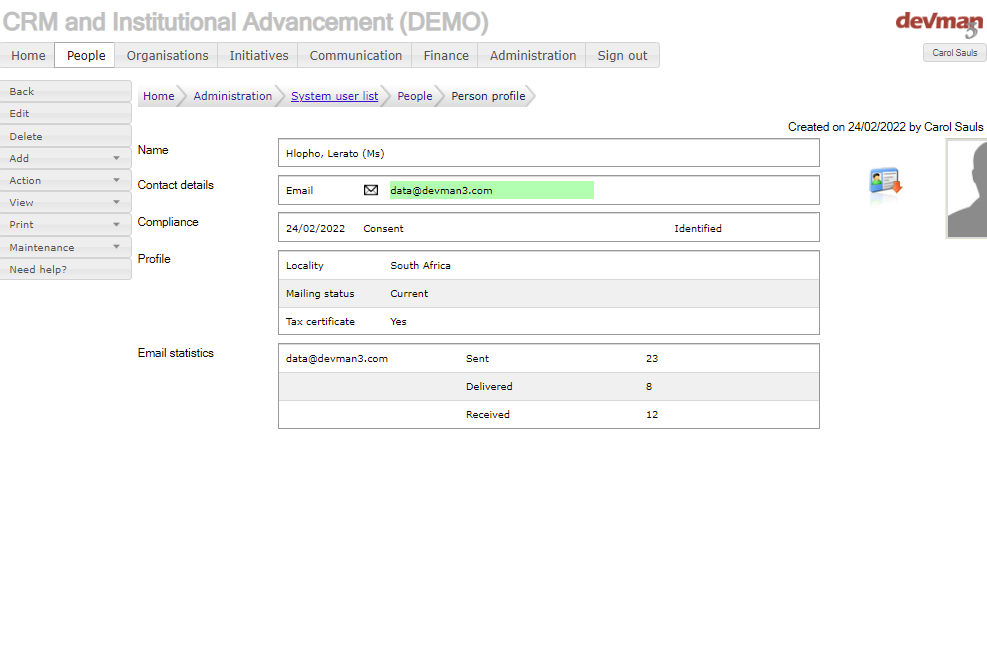 CRM and Institutional Advancement (DEMO)
devman
3
Home People Organisations Initiatives Communication Finance Administration Sign out
Carol Sauls
Back
Edit
Delete
Add
Action
View
Print
Maintenance
Need help?
Home Administration System user list People Person profile
Created on 24/02/2022 by Carol Sauls
Name
Hlopho, Lerato (Ms)
Contact details
Email data@devman3.com
Compliance
24/02/2022 Consent Identified
Profile
Locality South Africa
Mailing status Current
Tax certificate Yes
Email statistics
data@devman3.com Sent 23
Delivered 8
Received 12